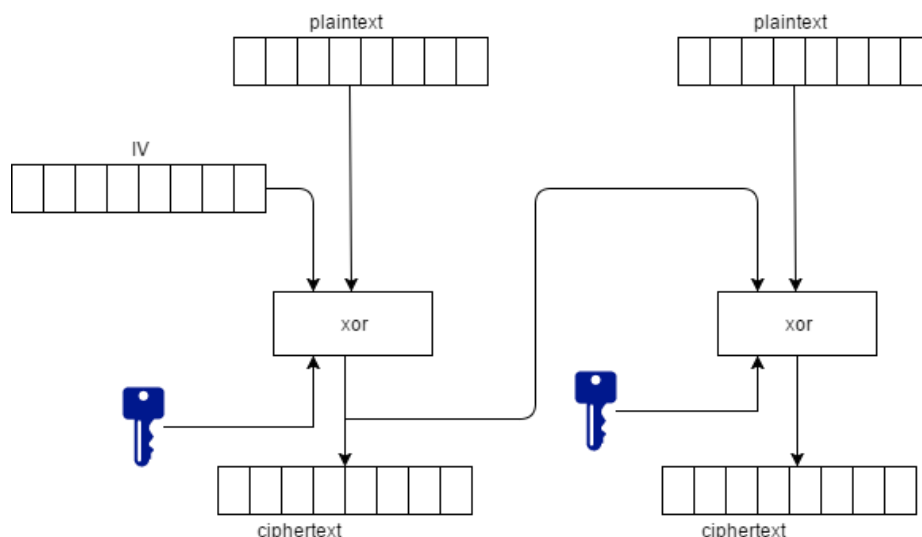 plaintext
plaintext
IV
xor
xor
ciphertext
ciphertext